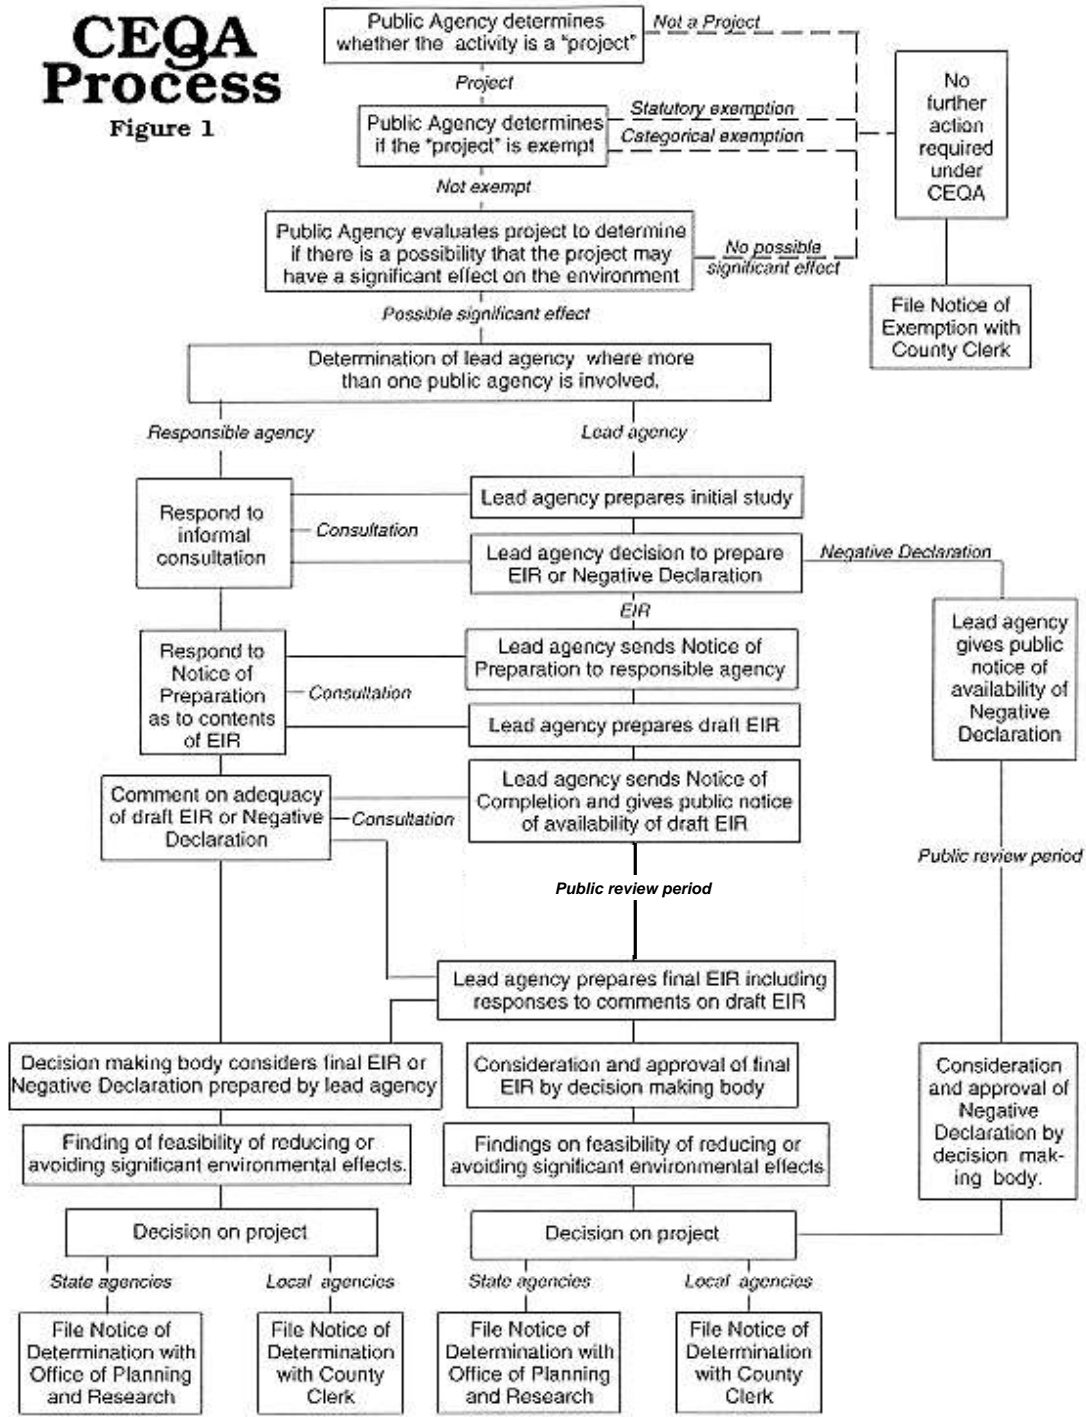 CEQA
Process
Figure 1
Public Agency determines
whether the activity is a "project"
Not a Project
Project
Public Agency determines
if the "project" is exempt
Statutory exemption
Categorical exemption
No
further
action
required
under
CEQA
Not exempt
Public Agency evaluates project to determine
if there is a possibility that the project may
have a significant effect on the environment
No possible
significant effect
File Notice of
Exemption with
County Clerk
Possible significant effect
Determination of lead agency where more
than one public agency is involved.
Responsible agency
Lead agency
Respond to
informal
consultation
Consultation
Lead agency prepares initial study
Lead agency decision to prepare
EIR or Negative Declaration
Negative Declaration
EIR
Respond to
Notice of
Preparation
as to contents
of EIR
Consultation
Lead agency sends Notice of
Preparation to responsible agency
Lead agency prepares draft EIR
Lead agency
gives public
notice of
availability of
Negative
Declaration
Comment on adequacy
of draft EIR or Negative
Declaration
Consultation
Lead agency sends Notice of
Completion and gives public notice
of availability of draft EIR
Public review period
Public review period
Lead agency prepares final EIR including
responses to comments on draft EIR
Decision making body considers final EIR or
Negative Declaration prepared by lead agency
Consideration and approval of final
EIR by decision making body
Consideration
and approval of
Negative
Declaration by
decision mak-
ing body.
Finding of feasibility of reducing or
avoiding significant environmental effects.
Findings on feasibility of reducing or
avoiding significant environmental effects
Decision on project
Decision on project
State agencies
Local agencies
State agencies
Local agencies
File Notice of
Determination with
Office of Planning
and Research
File Notice of
Determination
with County
Clerk
File Notice of
Determination with
Office of Planning
and Research
File Notice of
Determination
with County
Clerk